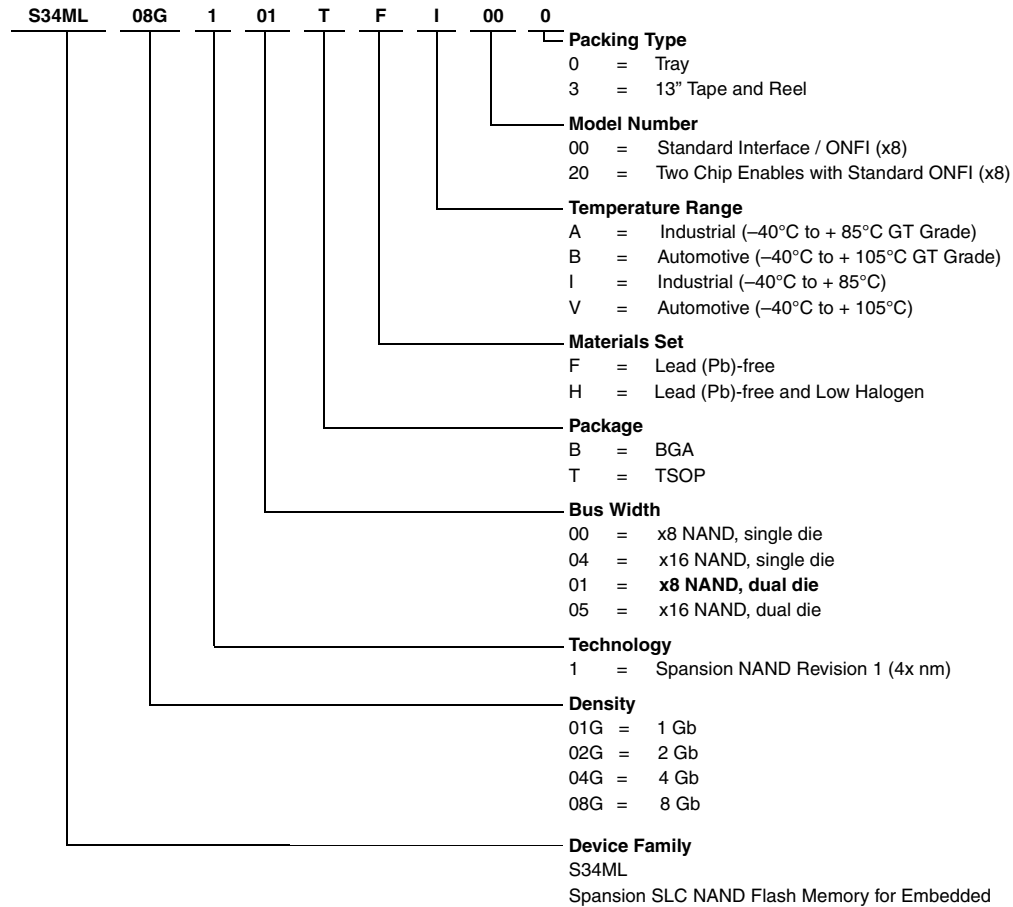 S34ML 08G 1 01 T F I 00 0
Packing Type
0 = Tray
3 = 13” Tape and Reel
Model Number
00 = Standard Interface / ONFI (x8)
20 = Two Chip Enables with Standard ONFI (x8)
Temperature Range
A = Industrial (–40°C to + 85°C GT Grade)
B = Automotive (–40°C to + 105°C GT Grade)
I = Industrial (–40°C to + 85°C)
V = Automotive (–40°C to + 105°C)
Materials Set
F = Lead (Pb)-free
H = Lead (Pb)-free and Low Halogen
Package
B = BGA
T = TSOP
Bus Width
00 = x8 NAND, single die
04 = x16 NAND, single die
01 = x8 NAND, dual die
05 = x16 NAND, dual die
Technology
1 = Spansion NAND Revision 1 (4x nm)
Density
01G = 1 Gb
02G = 2 Gb
04G = 4 Gb
08G = 8 Gb
Device Family
S34ML
Spansion SLC NAND Flash Memory for Embedded